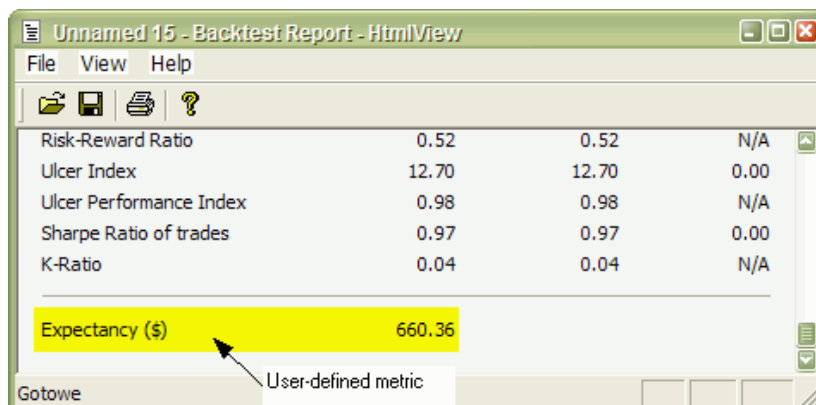 Unnamed 15 - Backtest Report - HtmlView
File View Help
Risk-Reward Ratio 0.52 0.52 N/A
Ulcer Index 12.70 12.70 0.00
Ulcer Performance Index 0.98 0.98 N/A
Sharpe Ratio of trades 0.97 0.97 0.00
K-Ratio 0.04 0.04 N/A
Expectancy ($) 660.36
User-defined metric
Gotowe